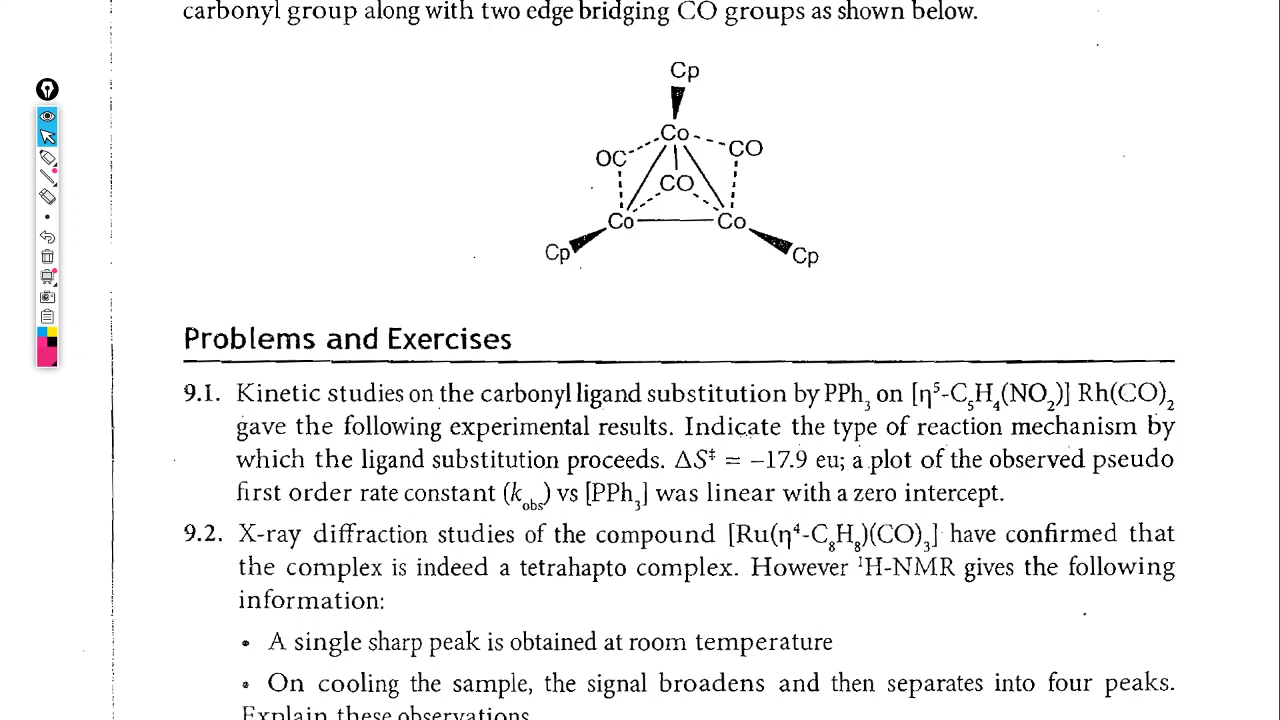 carbonyl group along with two edge bridging CO groups as shown below.
Cp
Co
OC
CO
CO
Co
Co
Cp
Cp
Problems and Exercises
9.1. Kinetic studies on the carbonyl ligand substitution by PPh₃ on [η⁵-C₅H₄(NO₂)] Rh(CO)₂
gave the following experimental results. Indicate the type of reaction mechanism by
which the ligand substitution proceeds. ΔS‡ = −17.9 eu; a plot of the observed pseudo
first order rate constant (k_obs) vs [PPh₃] was linear with a zero intercept.
9.2. X-ray diffraction studies of the compound [Ru(η⁴-C₈H₈)(CO)₃] have confirmed that
the complex is indeed a tetrahapto complex. However ¹H-NMR gives the following
information:
• A single sharp peak is obtained at room temperature
• On cooling the sample, the signal broadens and then separates into four peaks.
Explain these observations